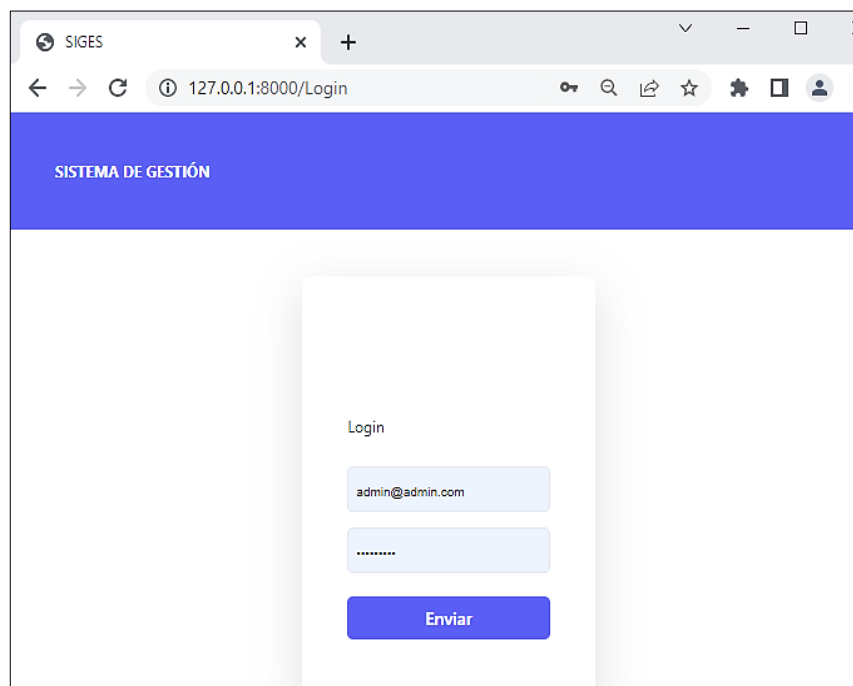 SIGES
127.0.0.1:8000/Login
SISTEMA DE GESTIÓN
Login
admin@admin.com
•••••••••
Enviar